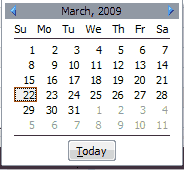 March, 2009
Su Mo Tu We Th Fr Sa
1 2 3 4 5 6 7
8 9 10 11 12 13 14
15 16 17 18 19 20 21
22 23 24 25 26 27 28
29 30 31 1 2 3 4
5 6 7 8 9 10 11
Today